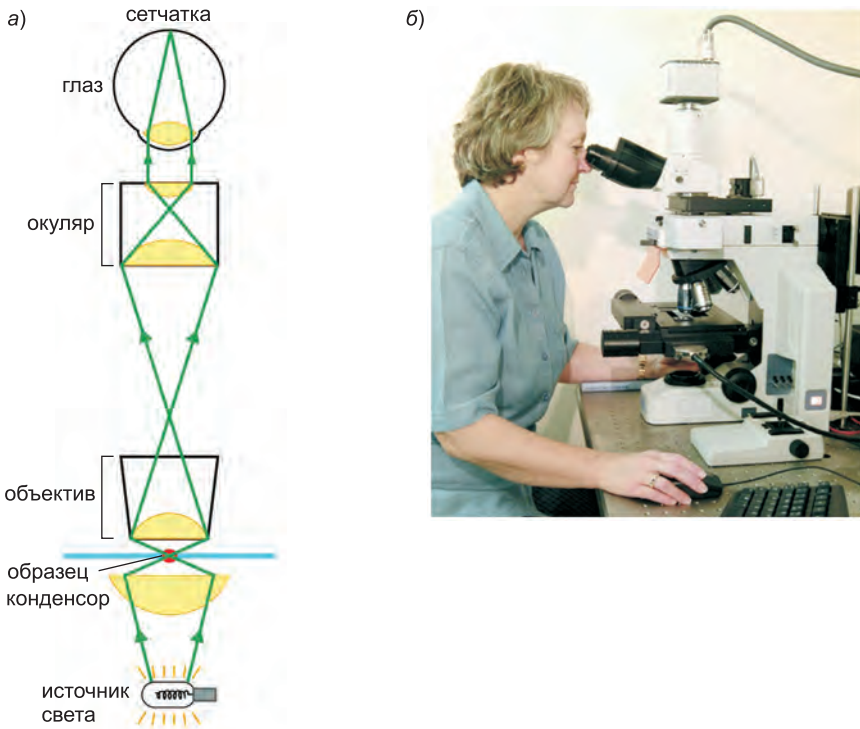 а)
сетчатка
глаз
окуляр
объектив
образец
конденсор
источник
света
б)